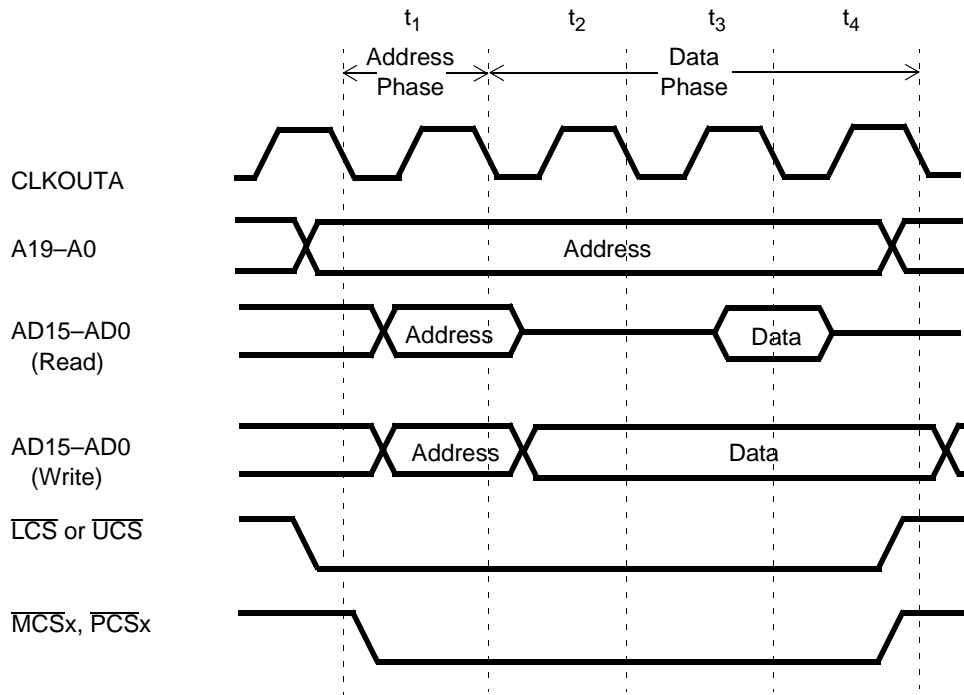 t1 t2 t3 t4
Address Phase
Data Phase
CLKOUTA
A19–A0
Address
AD15–AD0
(Read)
Address
Data
AD15–AD0
(Write)
Address
Data
LCS or UCS
MCSx, PCSx